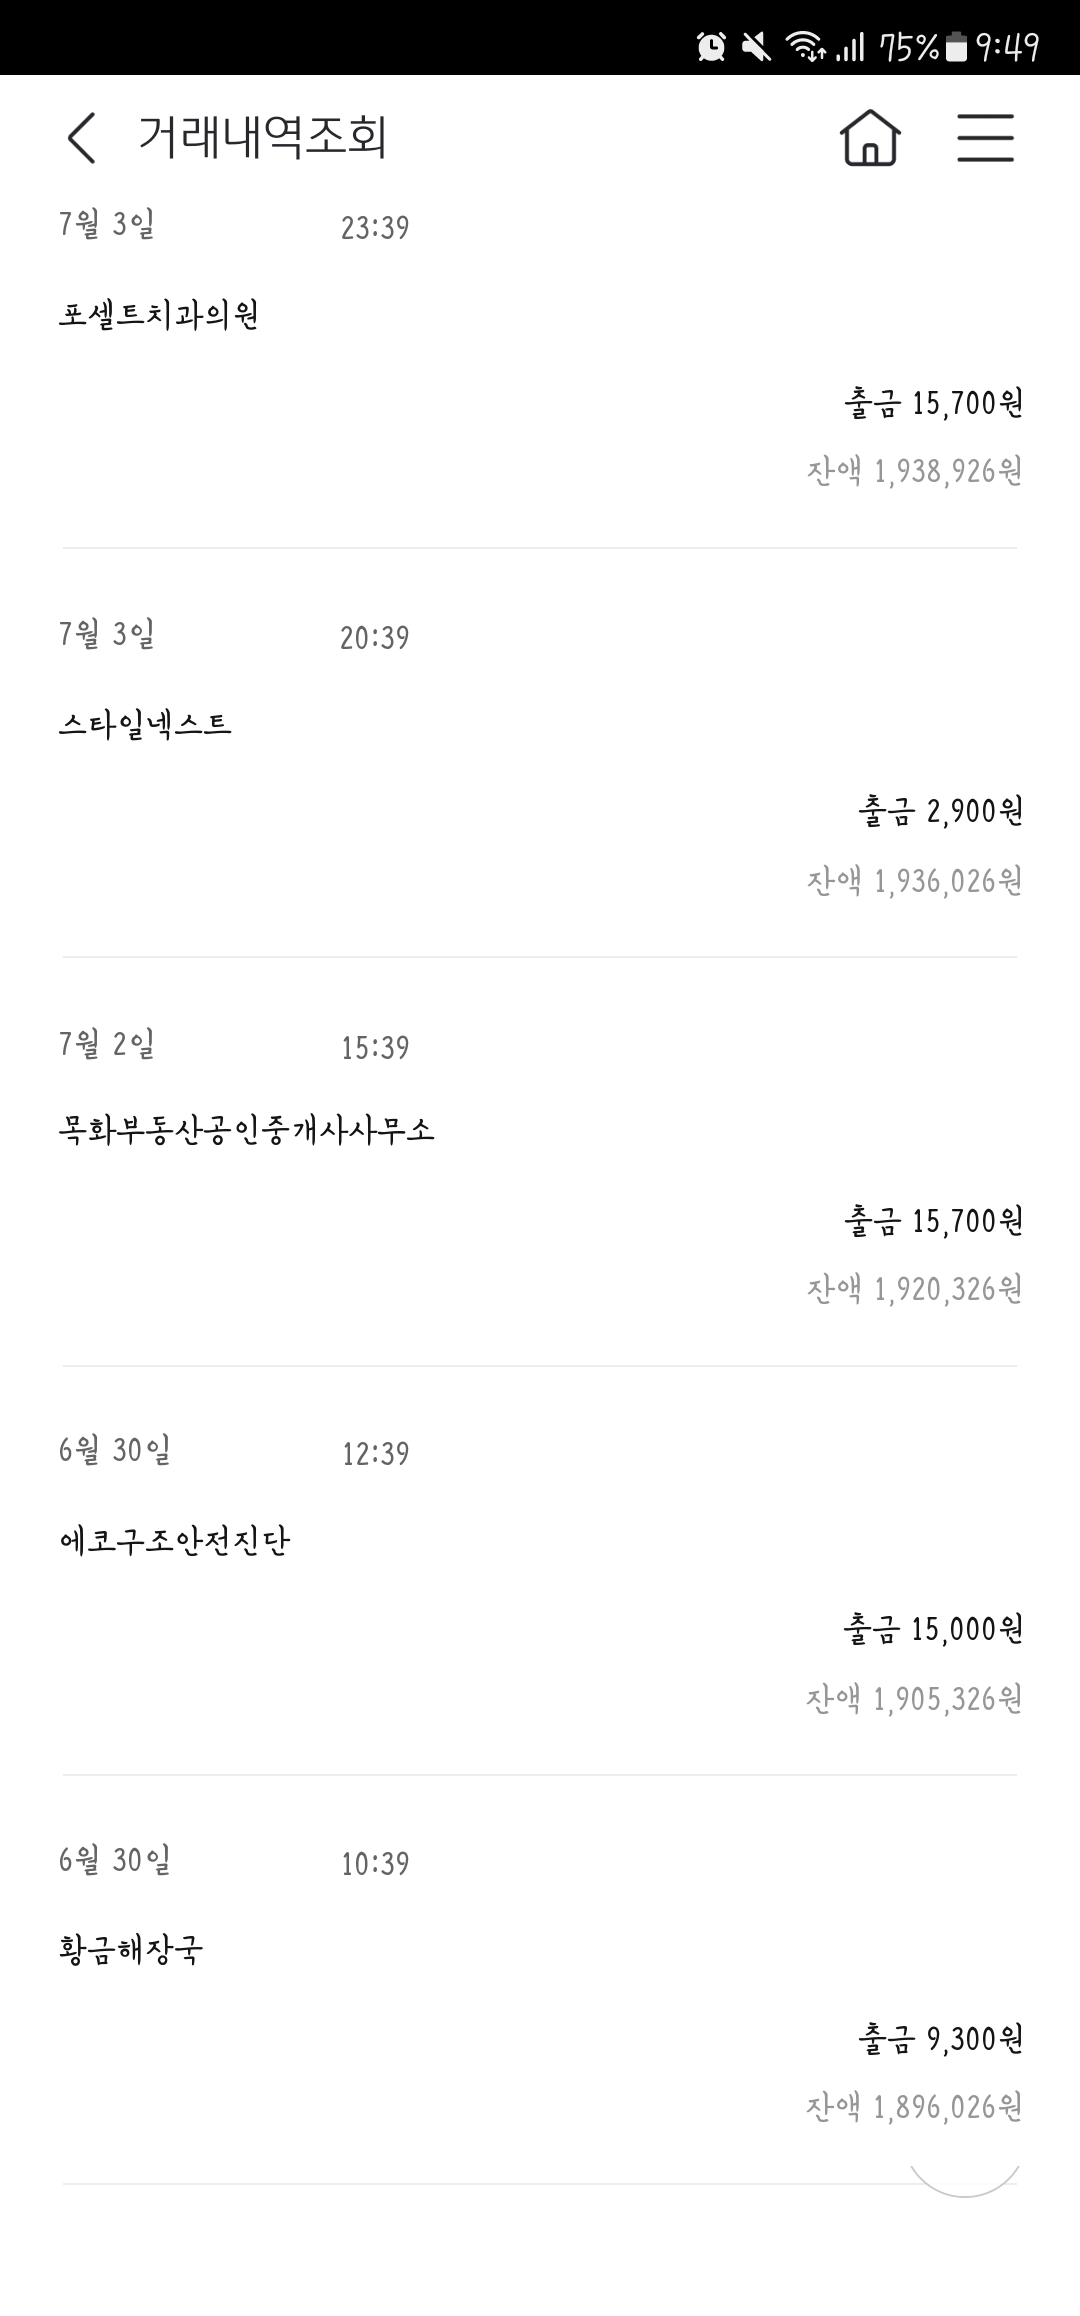 75% 9:49
거래내역조회
7월 3일 23:39
포셀트치과의원
출금 15,700원
잔액 1,938,926원
7월 3일 20:39
스타일넥스트
출금 2,900원
잔액 1,936,026원
7월 2일 15:39
목화부동산공인중개사사무소
출금 15,700원
잔액 1,920,326원
6월 30일 12:39
에코구조안전진단
출금 15,000원
잔액 1,905,326원
6월 30일 10:39
황금해장국
출금 9,300원
잔액 1,896,026원